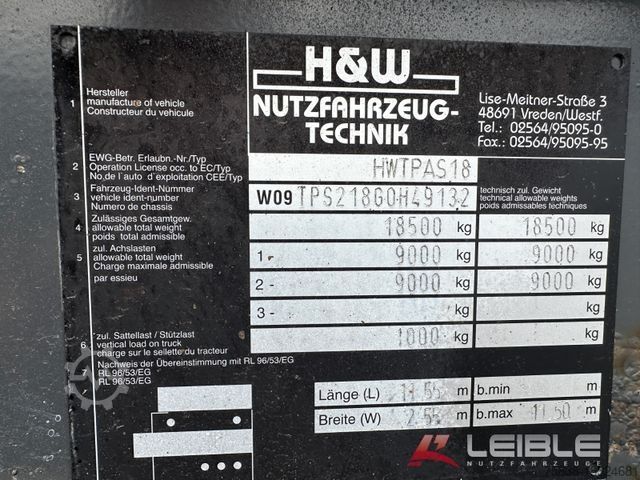 H&W
NUTZFAHRZEUG-
TECHNIK
Lise-Meitner-Straße 3
48691 Vreden/Westf.
Tel.: 02564/95095-0
Fax.: 02564/95095-95
1 Hersteller
manufacture of vehicle
Constructeur du vehicule
2 EWG-Betr. Erlaubn.-Nr./Typ
Operation License occ. to EC/Typ
No.de l'auto d'exploitation CEE/Typ
HWTPAS18
3 Fahrzeug-Ident-Nummer
vehicle ident-number
Numero de chassis
W09 TPS218G0H49132
technisch zul. Gewicht
technical allowable weights
poids admissables techniques
4 Zulässiges Gesamtgew.
allowable total weight
poids total admissible
18500 kg 18500 kg
5 zul. Achslasten
allowable total weight
Charge maximale admissible
par essieu
1- 9000 kg 9000 kg
2 - 9000 kg 9000 kg
3 - kg kg
6 zul. Sattellast / Stützlast
vertical load on truck
charge sur le sellette du tracteur
1000 kg kg
Nachweis der Übereinstimmung mit RL 96/53/EG
RL 96/53/EG
RL 96/53/EG
Länge (L) 11.55 m b.min m
Breite (W) 2.55 m b.max 11.50 m
LEIBLE
NUTZFAHRZEUGE